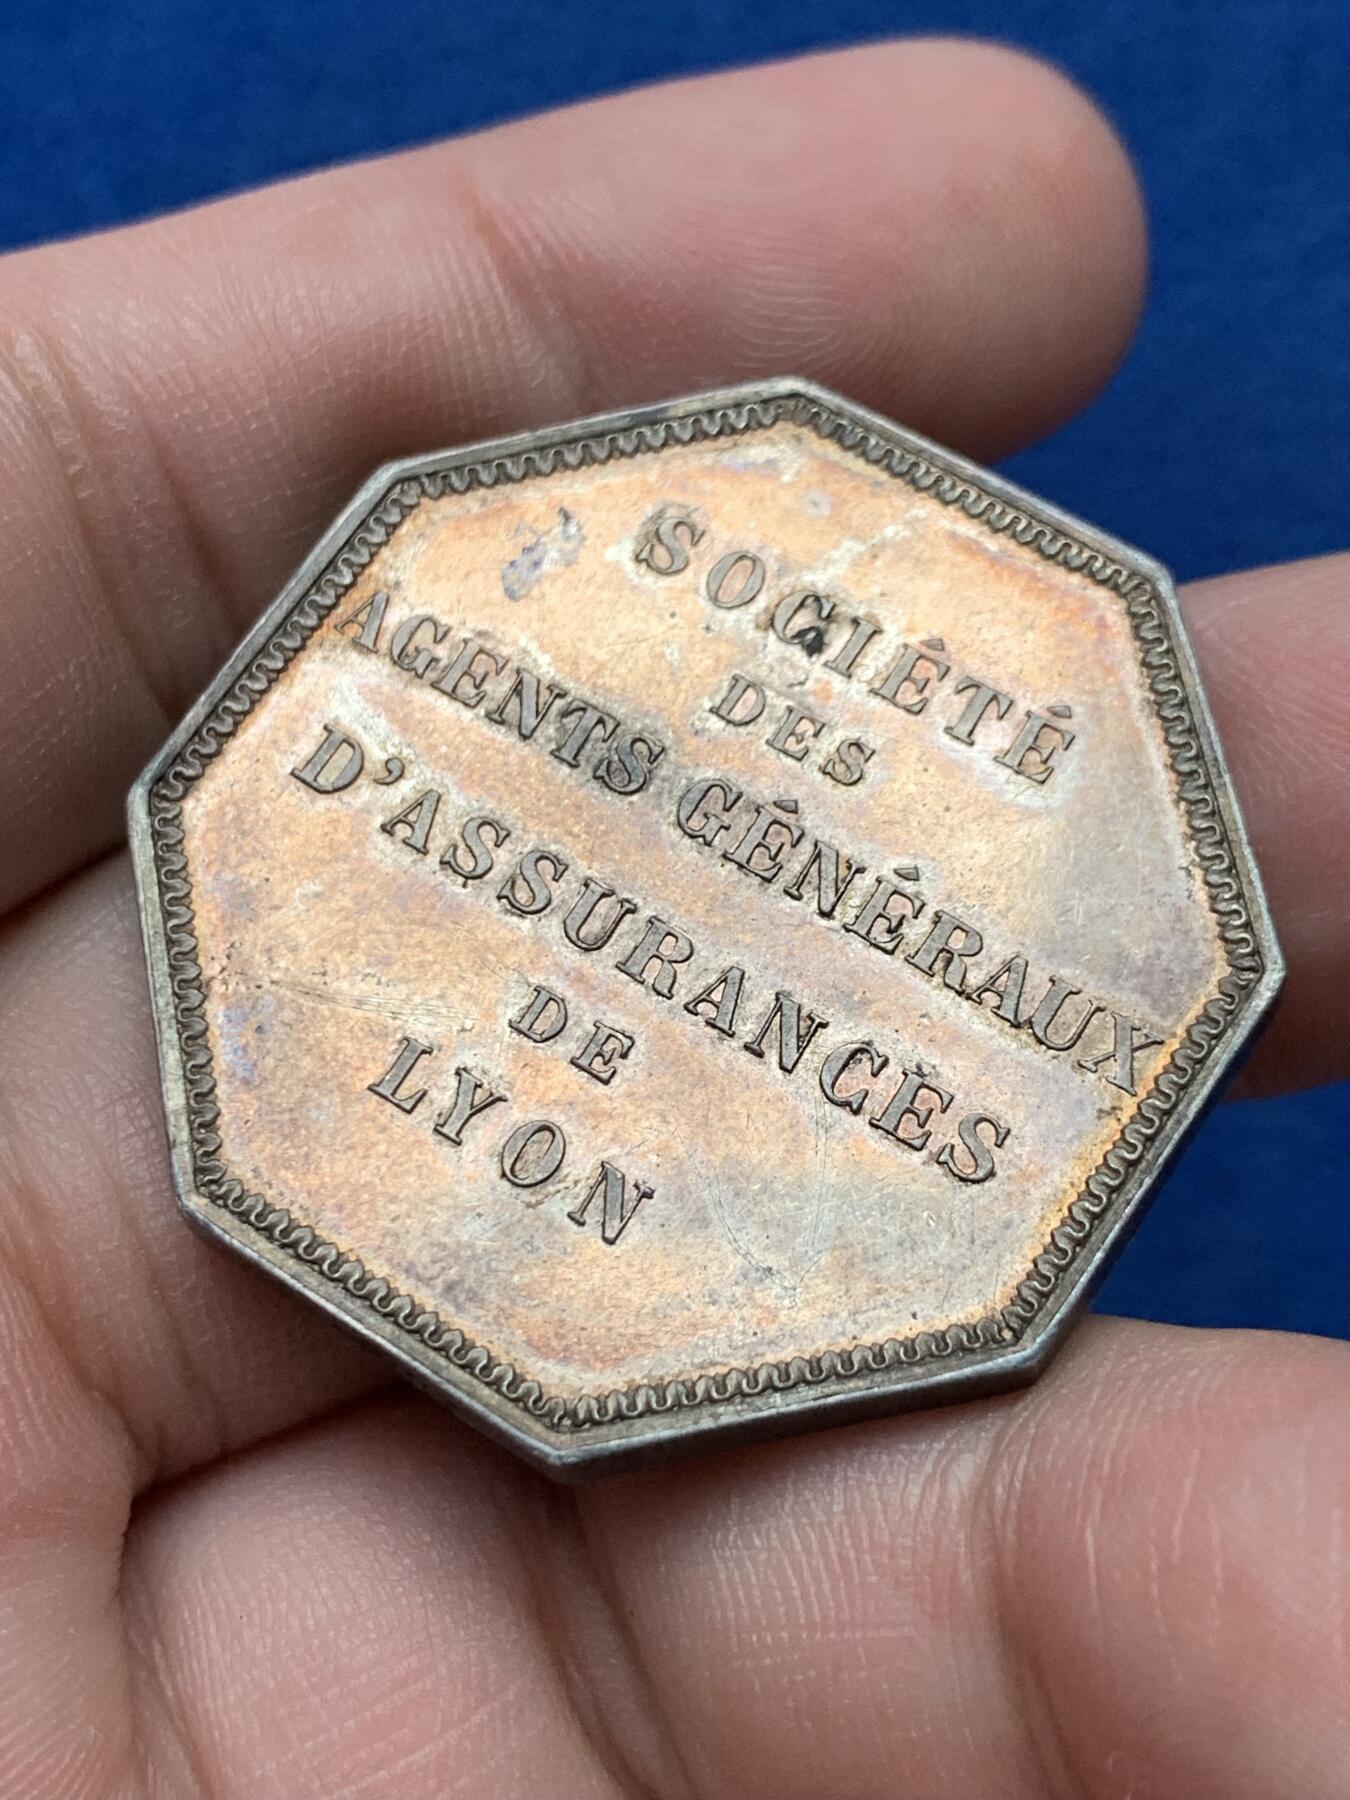 SOCIÉTÉ
DES
AGENTS GÉNÉRAUX
D'ASSURANCES
DE
LYON